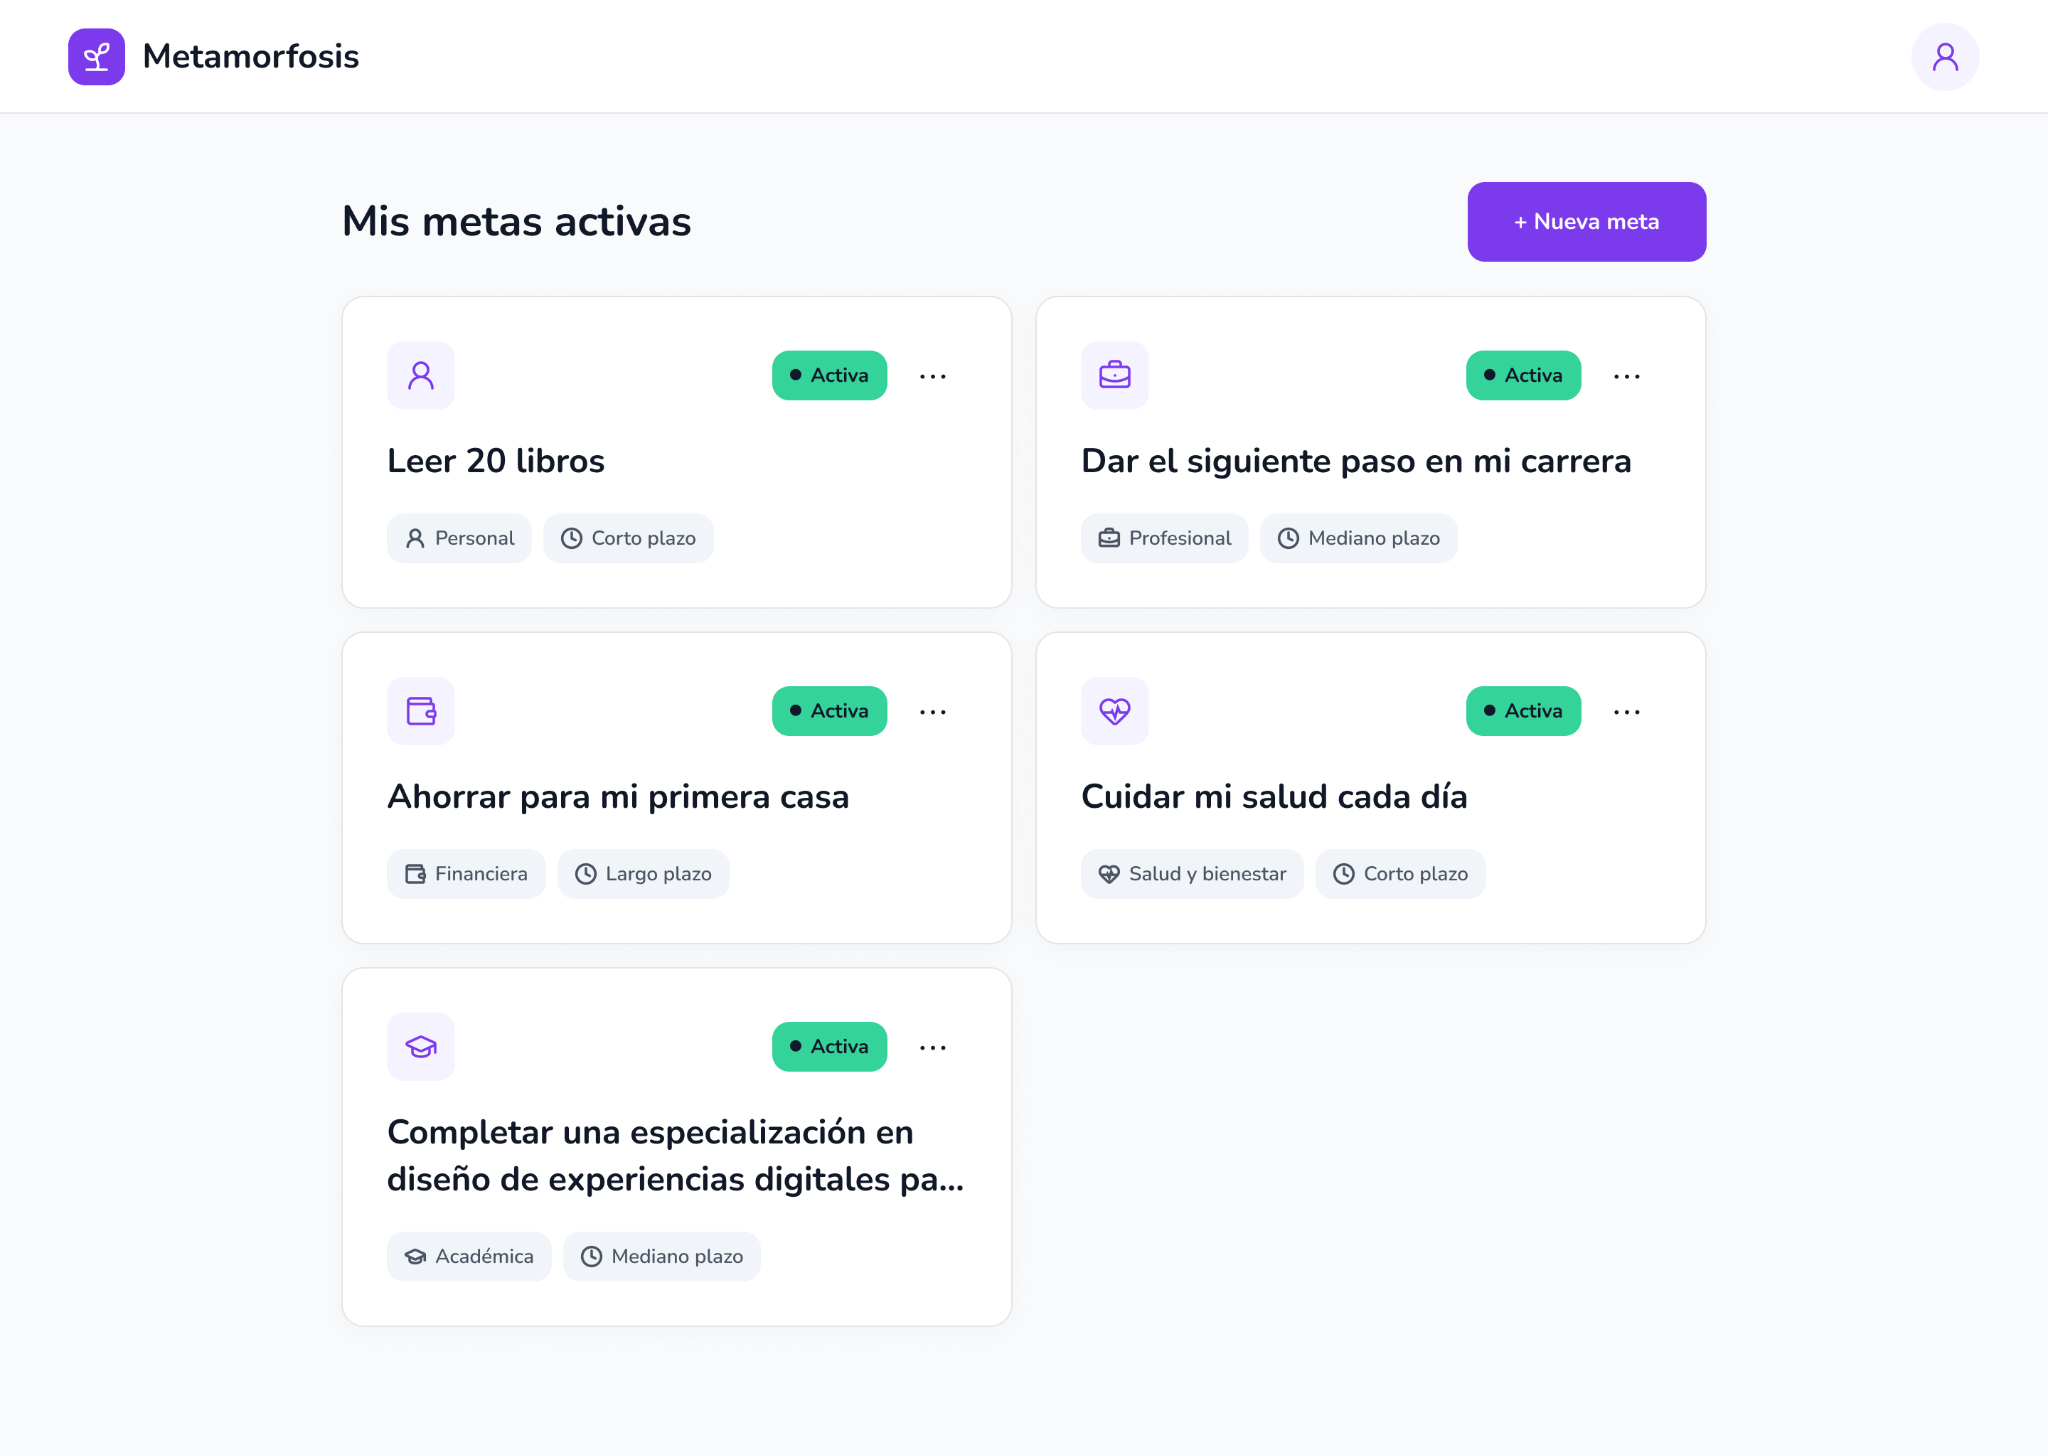 Metamorfosis
Mis metas activas
+ Nueva meta
Activa
Leer 20 libros
Personal
Corto plazo
Activa
Dar el siguiente paso en mi carrera
Profesional
Mediano plazo
Activa
Ahorrar para mi primera casa
Financiera
Largo plazo
Activa
Cuidar mi salud cada día
Salud y bienestar
Corto plazo
Activa
Completar una especialización en
diseño de experiencias digitales pa...
Académica
Mediano plazo